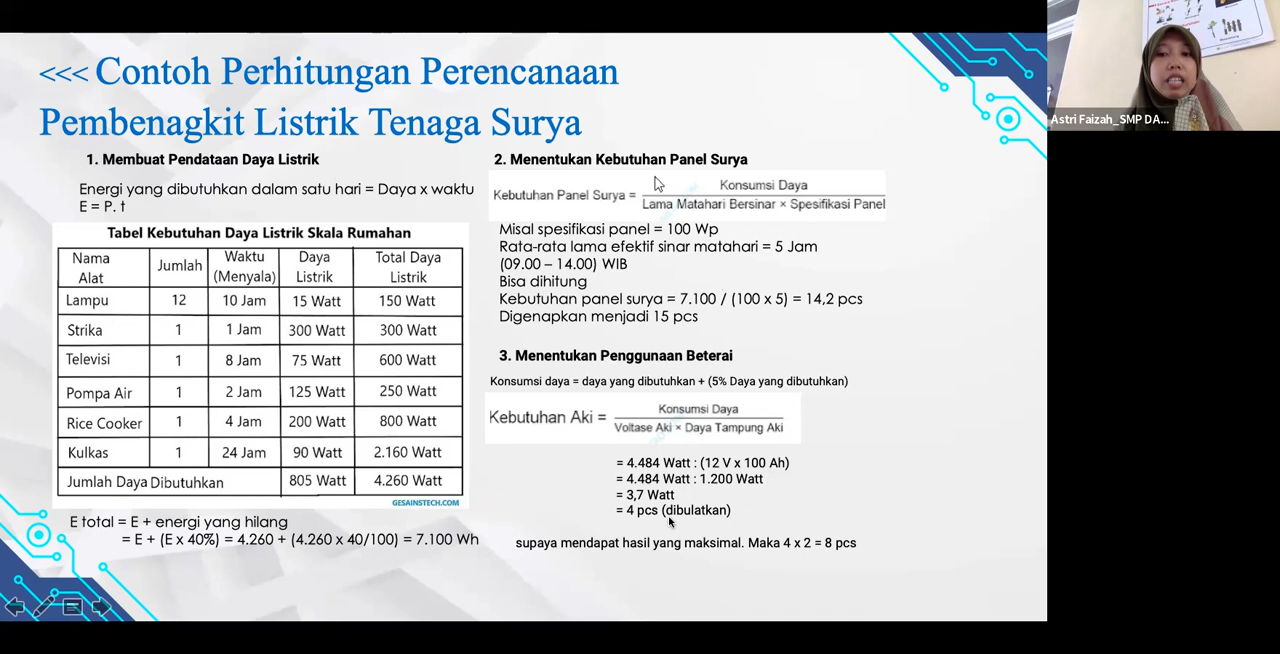 <<< Contoh Perhitungan Perencanaan
Pembenagkit Listrik Tenaga Surya
1. Membuat Pendataan Daya Listrik
Energi yang dibutuhkan dalam satu hari = Daya x waktu
E = P. t
Tabel Kebutuhan Daya Listrik Skala Rumahan
Nama Alat Jumlah Waktu (Menyala) Daya Listrik Total Daya Listrik
Lampu 12 10 Jam 15 Watt 150 Watt
Strika 1 1 Jam 300 Watt 300 Watt
Televisi 1 8 Jam 75 Watt 600 Watt
Pompa Air 1 2 Jam 125 Watt 250 Watt
Rice Cooker 1 4 Jam 200 Watt 800 Watt
Kulkas 1 24 Jam 90 Watt 2.160 Watt
Jumlah Daya Dibutuhkan 805 Watt 4.260 Watt
GESAINSTECH.COM
E total = E + energi yang hilang
= E + (E x 40%) = 4.260 + (4.260 x 40/100) = 7.100 Wh
2. Menentukan Kebutuhan Panel Surya
Kebutuhan Panel Surya = Konsumsi Daya
Lama Matahari Bersinar × Spesifikasi Panel
Misal spesifikasi panel = 100 Wp
Rata-rata lama efektif sinar matahari = 5 Jam
(09.00 – 14.00) WIB
Bisa dihitung
Kebutuhan panel surya = 7.100 / (100 x 5) = 14,2 pcs
Digenapkan menjadi 15 pcs
3. Menentukan Penggunaan Beterai
Konsumsi daya = daya yang dibutuhkan + (5% Daya yang dibutuhkan)
Kebutuhan Aki = Konsumsi Daya
Voltase Aki × Daya Tampung Aki
= 4.484 Watt : (12 V x 100 Ah)
= 4.484 Watt : 1.200 Watt
= 3,7 Watt
= 4 pcs (dibulatkan)
supaya mendapat hasil yang maksimal. Maka 4 x 2 = 8 pcs
Astri Faizah_SMP DA...